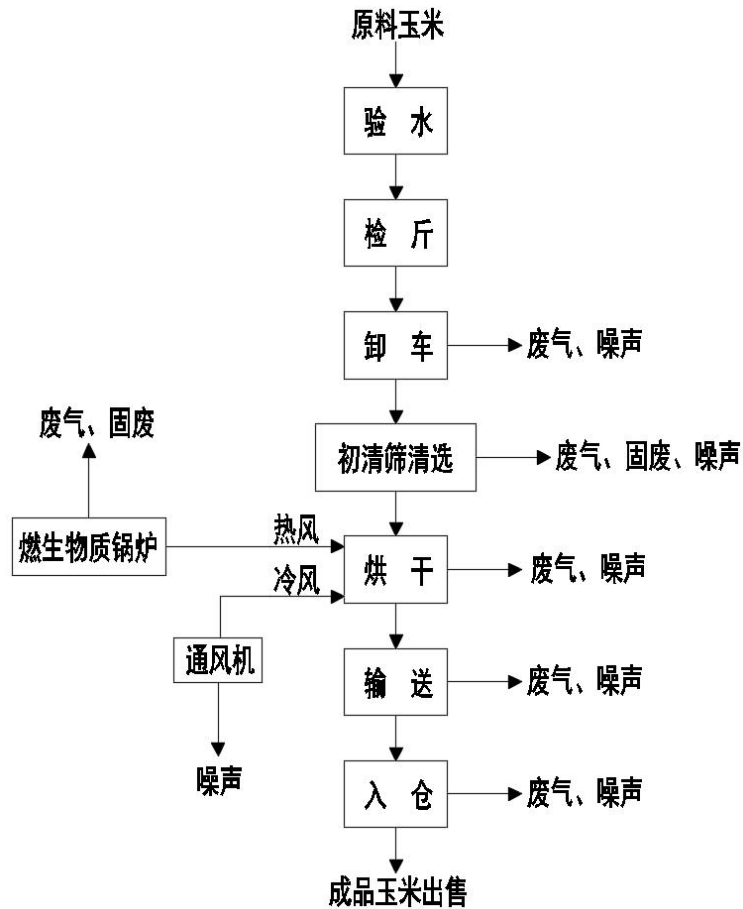 原料玉米
验 水
检 斤
卸 车
废气、噪声
废气、固废
初清筛清选
废气、固废、噪声
燃生物质锅炉
热风
冷风
烘 干
废气、噪声
通风机
噪声
输 送
废气、噪声
入 仓
废气、噪声
成品玉米出售